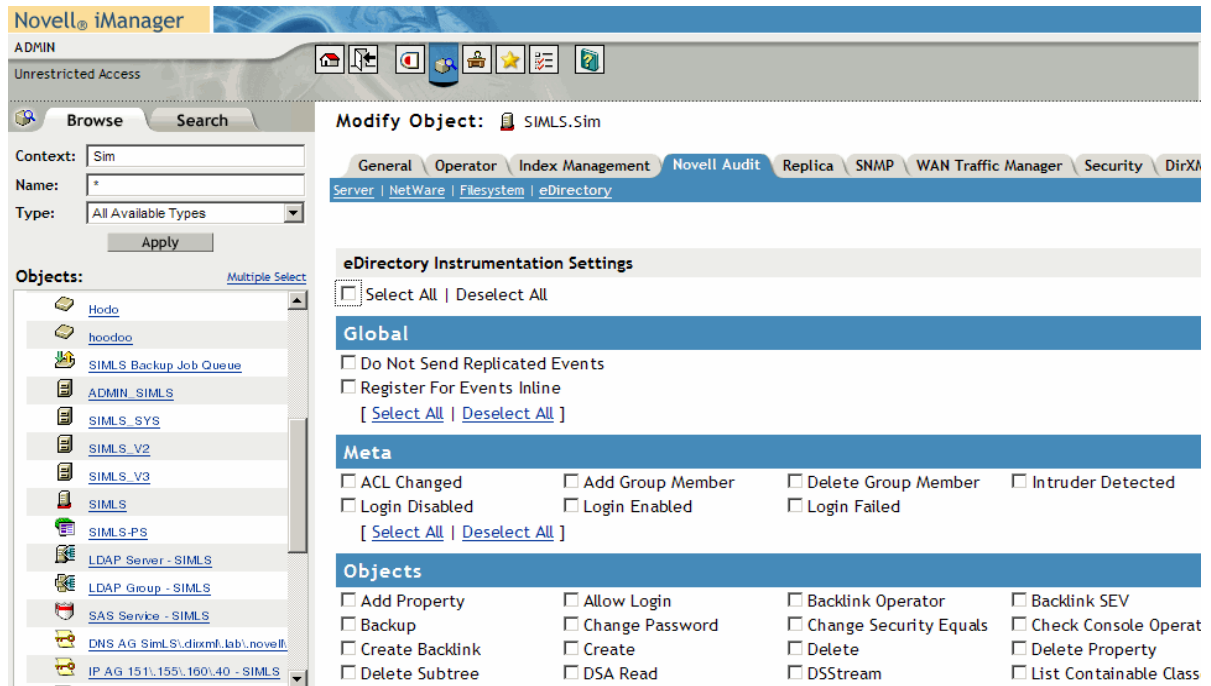 Novell® iManager
ADMIN
Unrestricted Access
Browse Search
Context: Sim
Name: *
Type: All Available Types
Apply
Objects: Multiple Select
Hodo
hoodoo
SIMLS Backup Job Queue
ADMIN_SIMLS
SIMLS_SYS
SIMLS_V2
SIMLS_V3
SIMLS
SIMLS-PS
LDAP Server - SIMLS
LDAP Group - SIMLS
SAS Service - SIMLS
DNS AG SimLS\.dirxml\.lab\.novell\
IP AG 151\.155\.160\.40 - SIMLS
Modify Object: SIMLS.Sim
General Operator Index Management Novell Audit Replica SNMP WAN Traffic Manager Security DirXM
Server | NetWare | Filesystem | eDirectory
eDirectory Instrumentation Settings
Select All | Deselect All
Global
Do Not Send Replicated Events
Register For Events Inline
[ Select All | Deselect All ]
Meta
ACL Changed Add Group Member Delete Group Member Intruder Detected
Login Disabled Login Enabled Login Failed
[ Select All | Deselect All ]
Objects
Add Property Allow Login Backlink Operator Backlink SEV
Backup Change Password Change Security Equals Check Console Operat
Create Backlink Create Delete Delete Property
Delete Subtree DSA Read DSStream List Containable Class